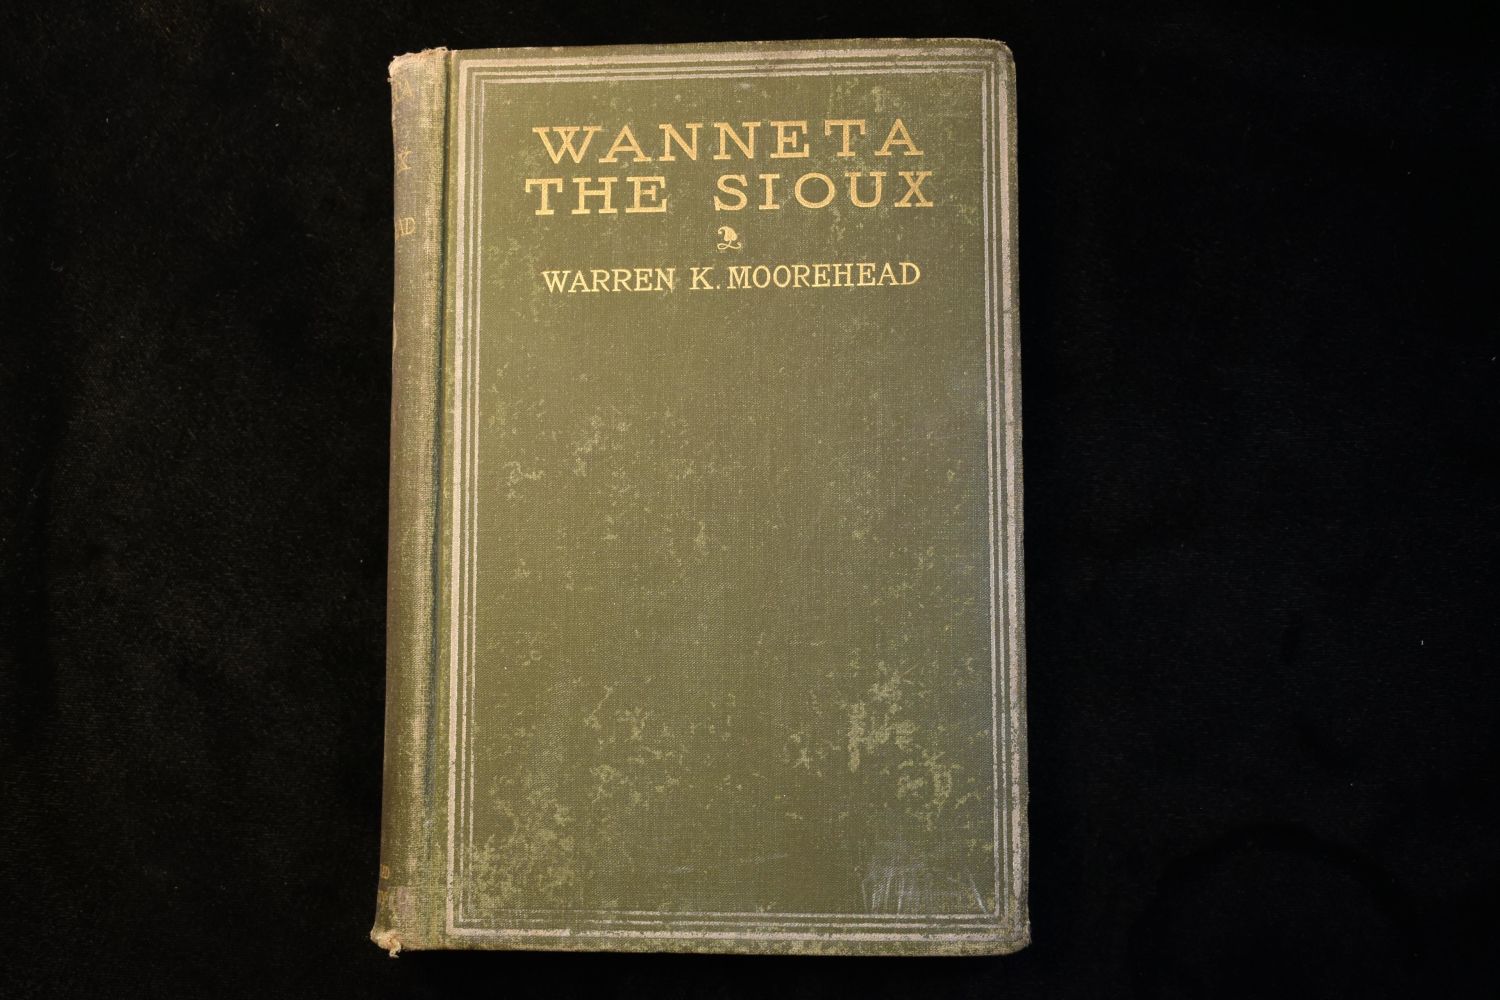 WANNETA
THE SIOUX
WARREN K. MOOREHEAD